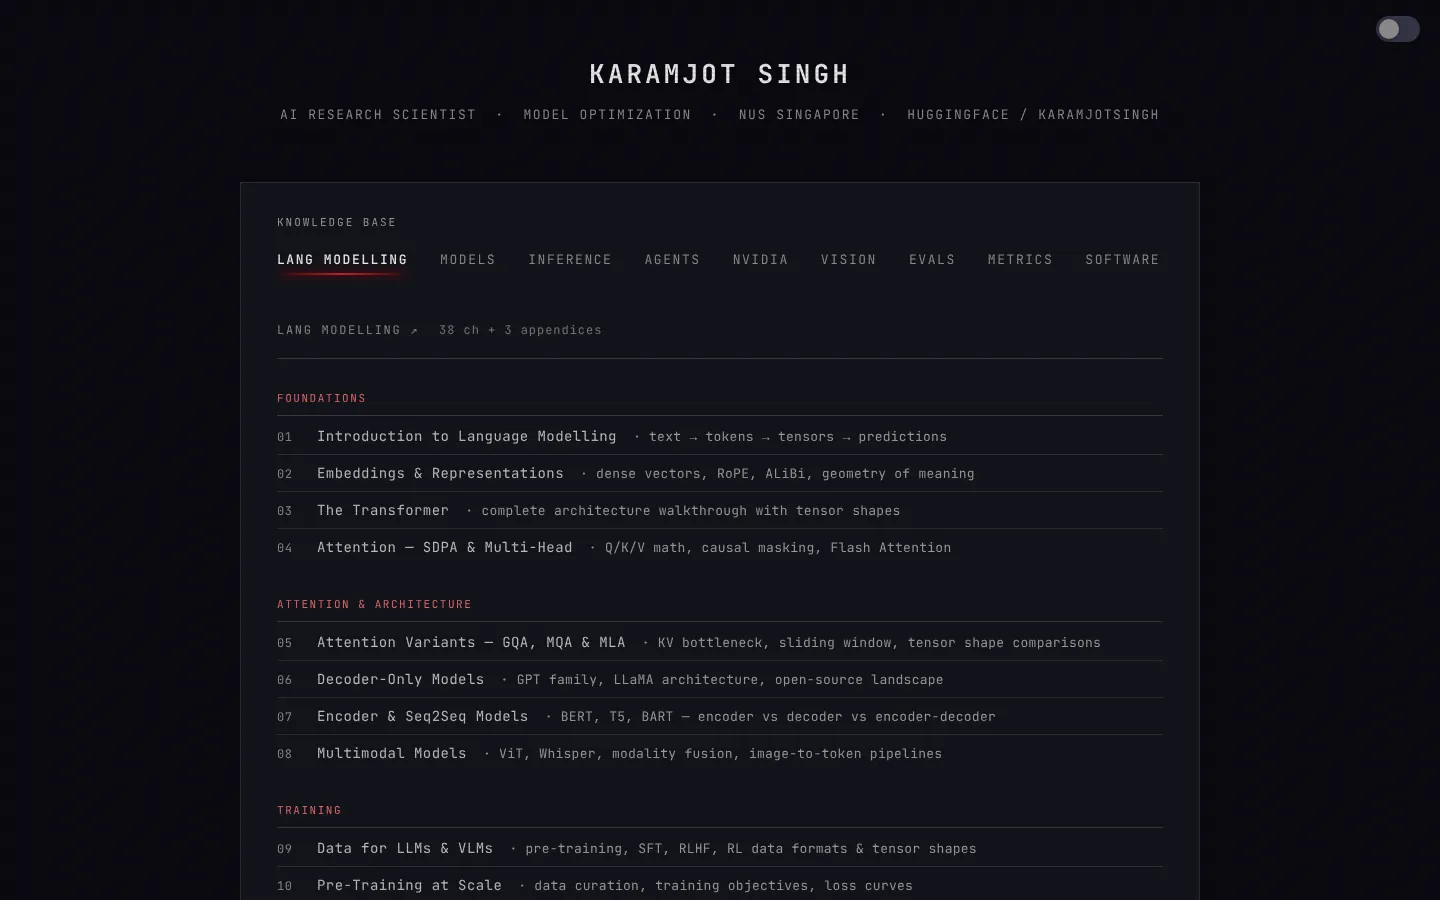 KARAMJOT SINGH
AI RESEARCH SCIENTIST · MODEL OPTIMIZATION · NUS SINGAPORE · HUGGINGFACE / KARAMJOTSINGH
KNOWLEDGE BASE
LANG MODELLING MODELS INFERENCE AGENTS NVIDIA VISION EVALS METRICS SOFTWARE
LANG MODELLING ↗ 38 ch + 3 appendices
FOUNDATIONS
01 Introduction to Language Modelling · text → tokens → tensors → predictions
02 Embeddings & Representations · dense vectors, RoPE, ALiBi, geometry of meaning
03 The Transformer · complete architecture walkthrough with tensor shapes
04 Attention — SDPA & Multi-Head · Q/K/V math, causal masking, Flash Attention
ATTENTION & ARCHITECTURE
05 Attention Variants — GQA, MQA & MLA · KV bottleneck, sliding window, tensor shape comparisons
06 Decoder-Only Models · GPT family, LLaMA architecture, open-source landscape
07 Encoder & Seq2Seq Models · BERT, T5, BART — encoder vs decoder vs encoder-decoder
08 Multimodal Models · ViT, Whisper, modality fusion, image-to-token pipelines
TRAINING
09 Data for LLMs & VLMs · pre-training, SFT, RLHF, RL data formats & tensor shapes
10 Pre-Training at Scale · data curation, training objectives, loss curves